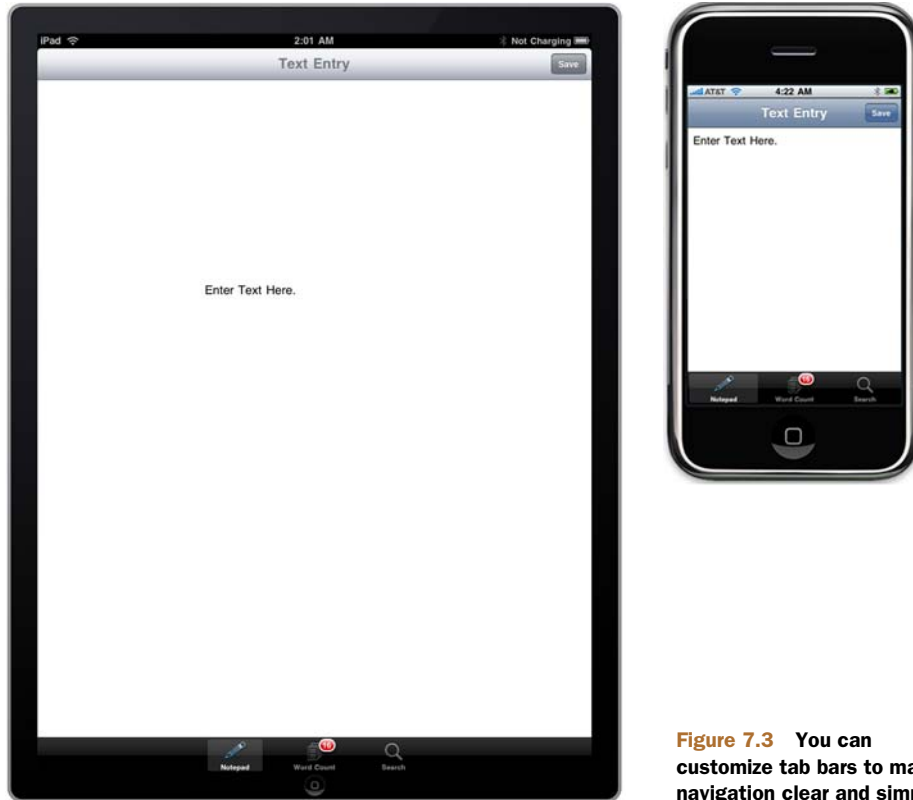 iPad 2:01 AM Not Charging
Text Entry Save
Enter Text Here.
16
Notepad Word Count Search
AT&T 4:22 AM
Text Entry Save
Enter Text Here.
16
Notepad Word Count Search
Figure 7.3 You can
customize tab bars to ma
navigation clear and simp